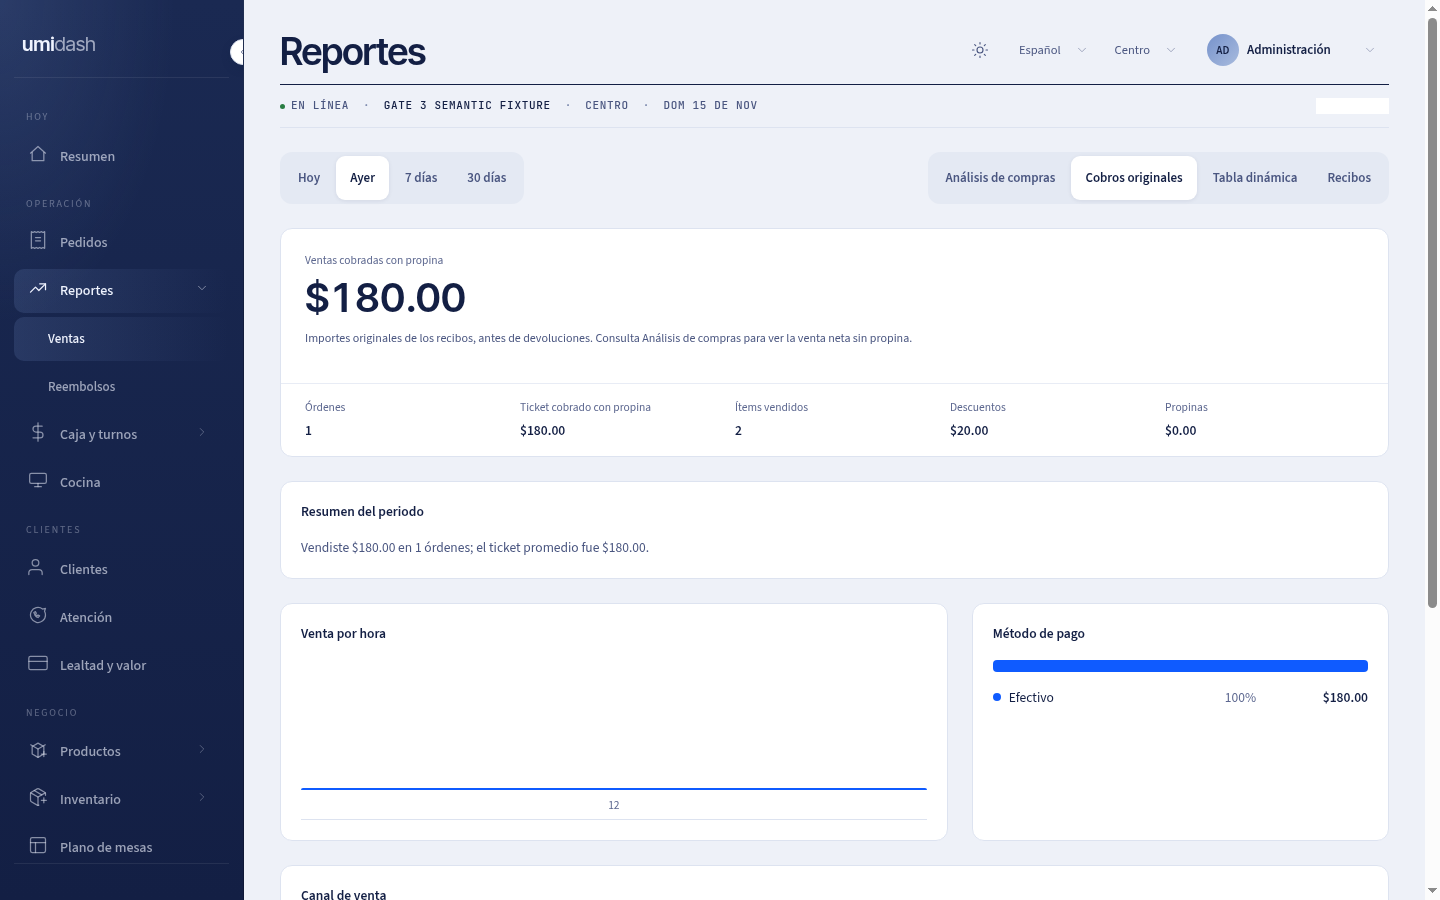 umidash
HOY
Resumen
OPERACIÓN
Pedidos
Reportes
Ventas
Reembolsos
Caja y turnos
Cocina
CLIENTES
Clientes
Atención
Lealtad y valor
NEGOCIO
Productos
Inventario
Plano de mesas
Reportes
Español
Centro
AD
Administración
EN LÍNEA · GATE 3 SEMANTIC FIXTURE · CENTRO · DOM 15 DE NOV
Hoy
Ayer
7 días
30 días
Análisis de compras
Cobros originales
Tabla dinámica
Recibos
Ventas cobradas con propina
$180.00
Importes originales de los recibos, antes de devoluciones. Consulta Análisis de compras para ver la venta neta sin propina.
Órdenes
1
Ticket cobrado con propina
$180.00
Ítems vendidos
2
Descuentos
$20.00
Propinas
$0.00
Resumen del periodo
Vendiste $180.00 en 1 órdenes; el ticket promedio fue $180.00.
Venta por hora
12
Método de pago
Efectivo
100%
$180.00
Canal de venta